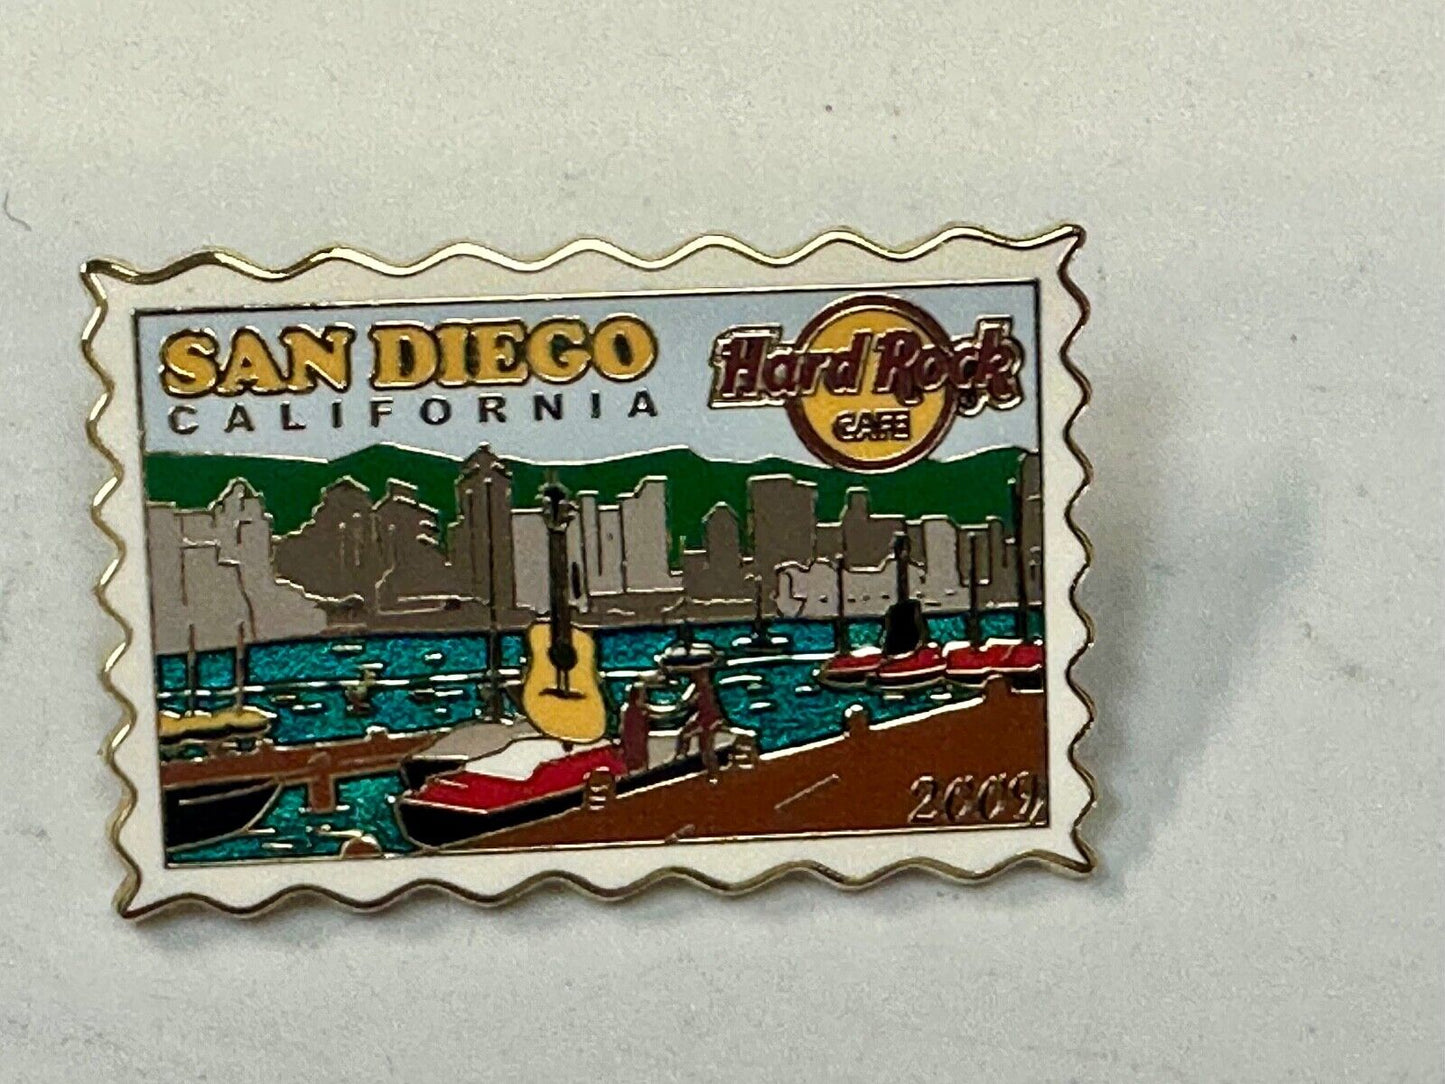 SAN DIEGO
CALIFORNIA
Hard Rock
CAFE
2009